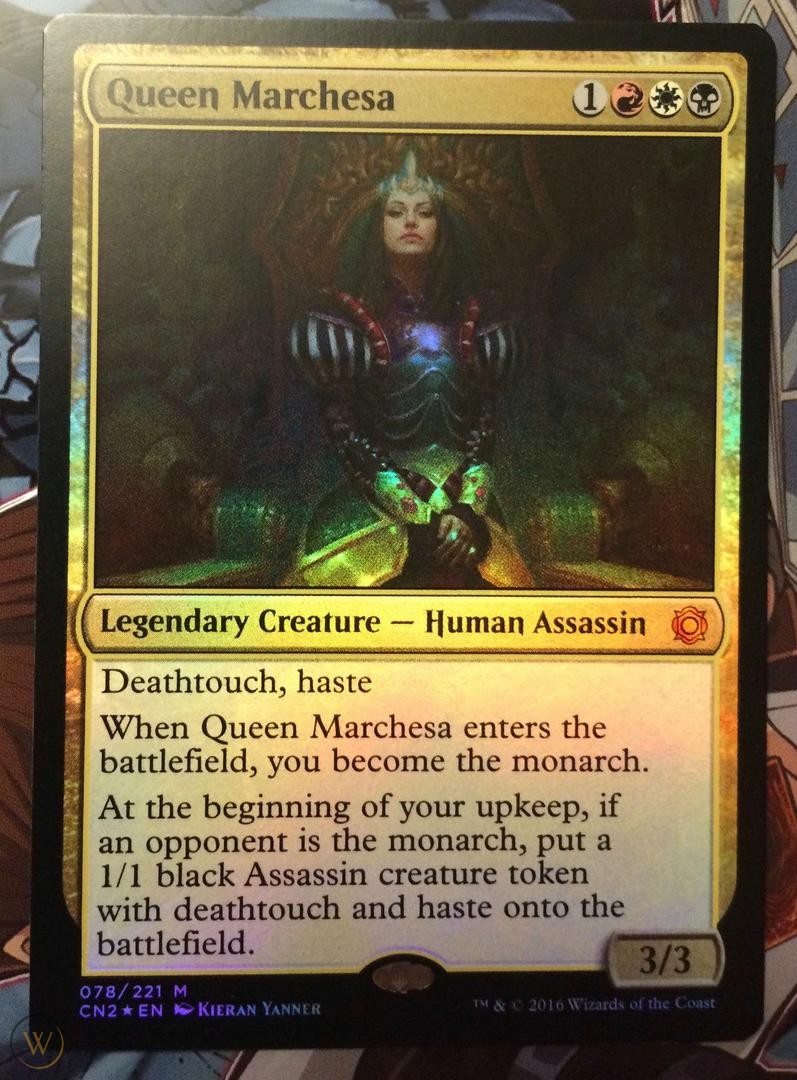 Queen Marchesa 1
Legendary Creature — Human Assassin
Deathtouch, haste
When Queen Marchesa enters the
battlefield, you become the monarch.
At the beginning of your upkeep, if
an opponent is the monarch, put a
1/1 black Assassin creature token
with deathtouch and haste onto the
battlefield.
3/3
078/221 M
CN2★EN KIERAN YANNER
™ & © 2016 Wizards of the Coast
W